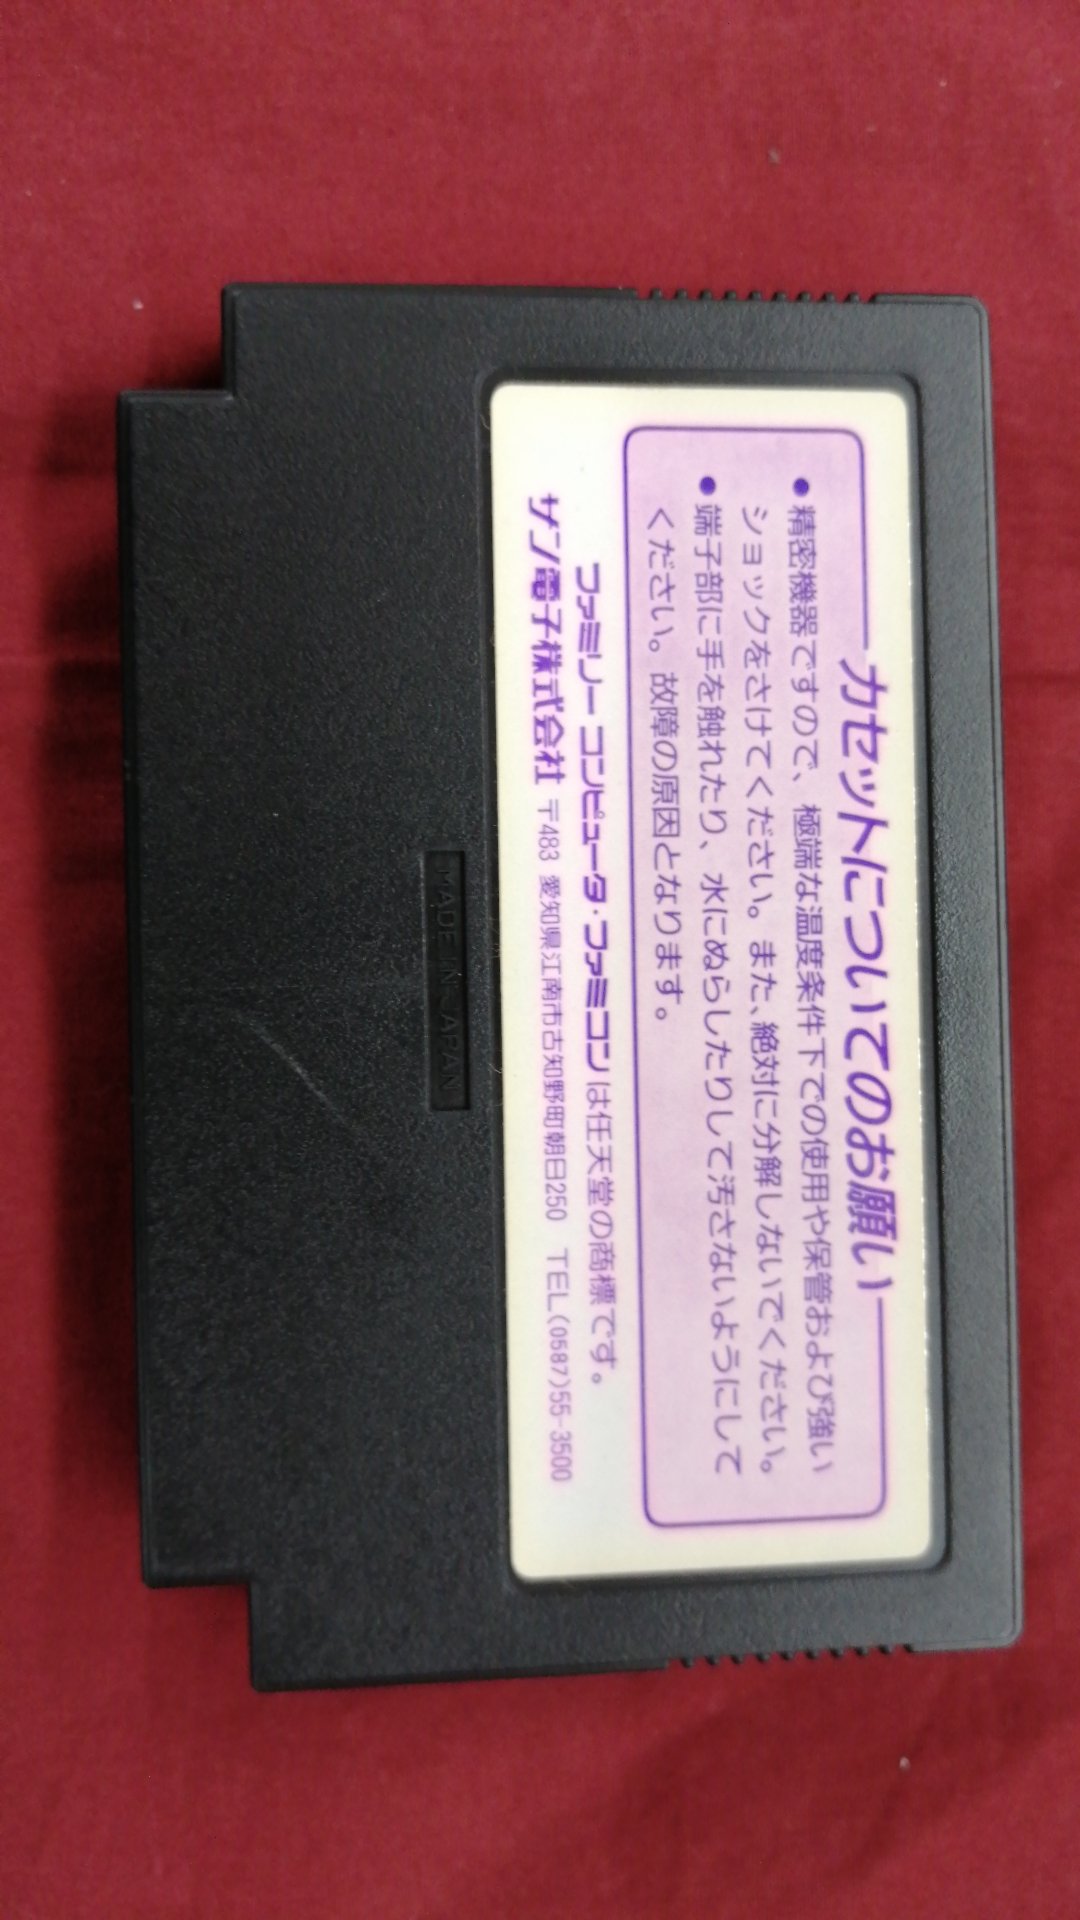 カセットについてのお願い
●精密機器ですので、極端な温度条件下での使用や保管および強い
ショックをさけてください。また、絶対に分解しないでください。
●端子部に手を触れたり、水にぬらしたりして汚さないようにして
ください。故障の原因となります。
ファミリー コンピュータ・ファミコンは任天堂の商標です。
サン電子株式会社 〒483 愛知県江南市古知野町朝日250 TEL(0587)55-3500
MADE IN JAPAN